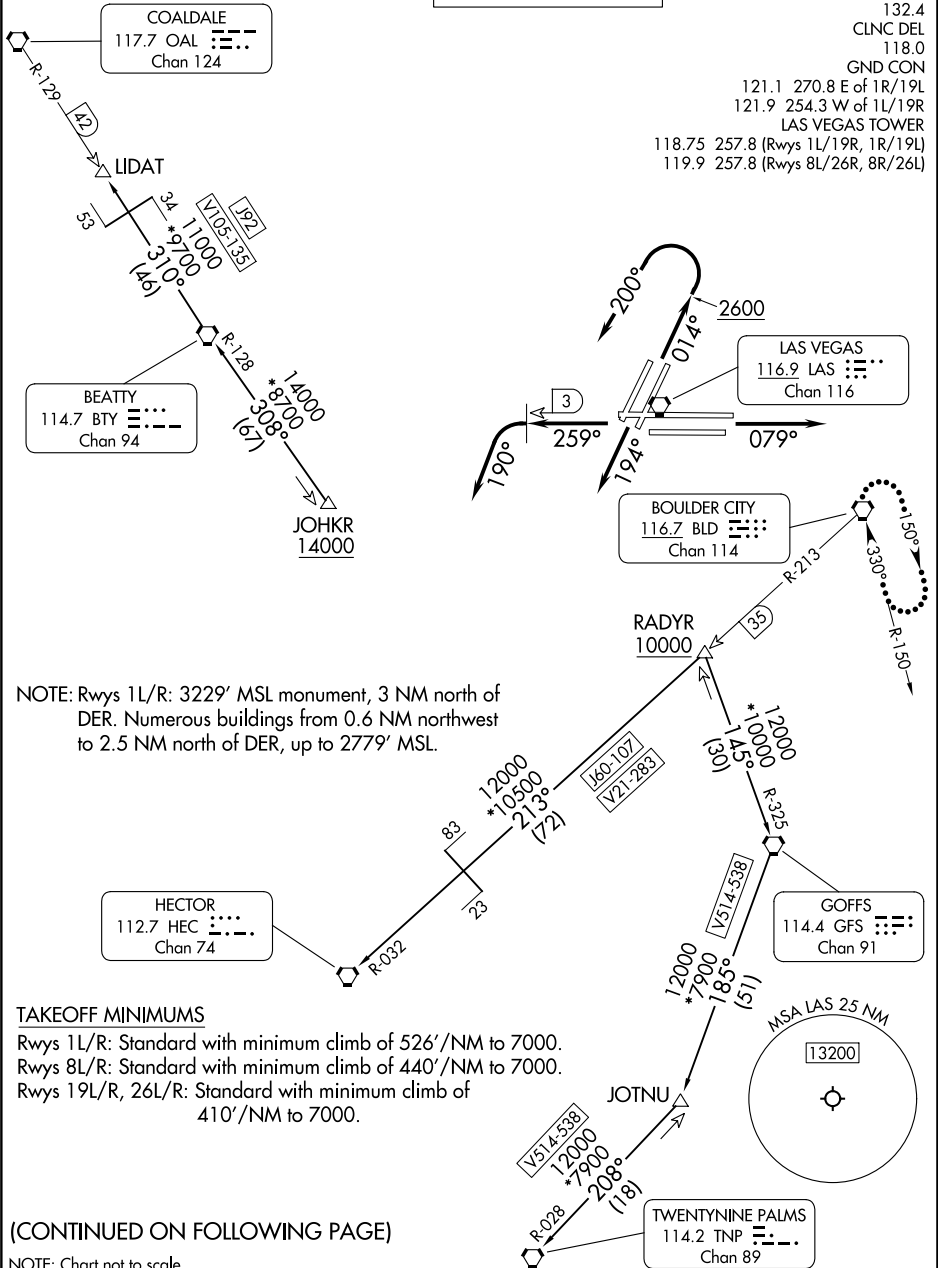 132.4
CLNC DEL
118.0
GND CON
121.1 270.8 E of 1R/19L
121.9 254.3 W of 1L/19R
LAS VEGAS TOWER
118.75 257.8 (Rwys 1L/19R, 1R/19L)
119.9 257.8 (Rwys 8L/26R, 8R/26L)
COALDALE
117.7 OAL
Chan 124
R-129
42
LIDAT
53
34
J92
V105-135
11000
*9700
310°
(46)
BEATTY
114.7 BTY
Chan 94
R-128
14000
*8700
308°
(67)
JOHKR
14000
200°
2600
014°
LAS VEGAS
116.9 LAS
Chan 116
3
259°
190°
194°
079°
BOULDER CITY
116.7 BLD
Chan 114
R-213
150°
330°
R-150
35
RADYR
10000
NOTE: Rwys 1L/R: 3229' MSL monument, 3 NM north of
DER. Numerous buildings from 0.6 NM northwest
to 2.5 NM north of DER, up to 2779' MSL.
12000
*10000
145°
(30)
R-325
J60-107
V21-283
12000
*10500
213°
(72)
83
23
HECTOR
112.7 HEC
Chan 74
R-032
V514-538
12000
*7900
185°
(51)
GOFFS
114.4 GFS
Chan 91
TAKEOFF MINIMUMS
Rwys 1L/R: Standard with minimum climb of 526'/NM to 7000.
Rwys 8L/R: Standard with minimum climb of 440'/NM to 7000.
Rwys 19L/R, 26L/R: Standard with minimum climb of
410'/NM to 7000.
MSA LAS 25 NM
13200
JOTNU
V514-538
12000
*7900
208°
(18)
R-028
TWENTYNINE PALMS
114.2 TNP
Chan 89
(CONTINUED ON FOLLOWING PAGE)
NOTE: Chart not to scale